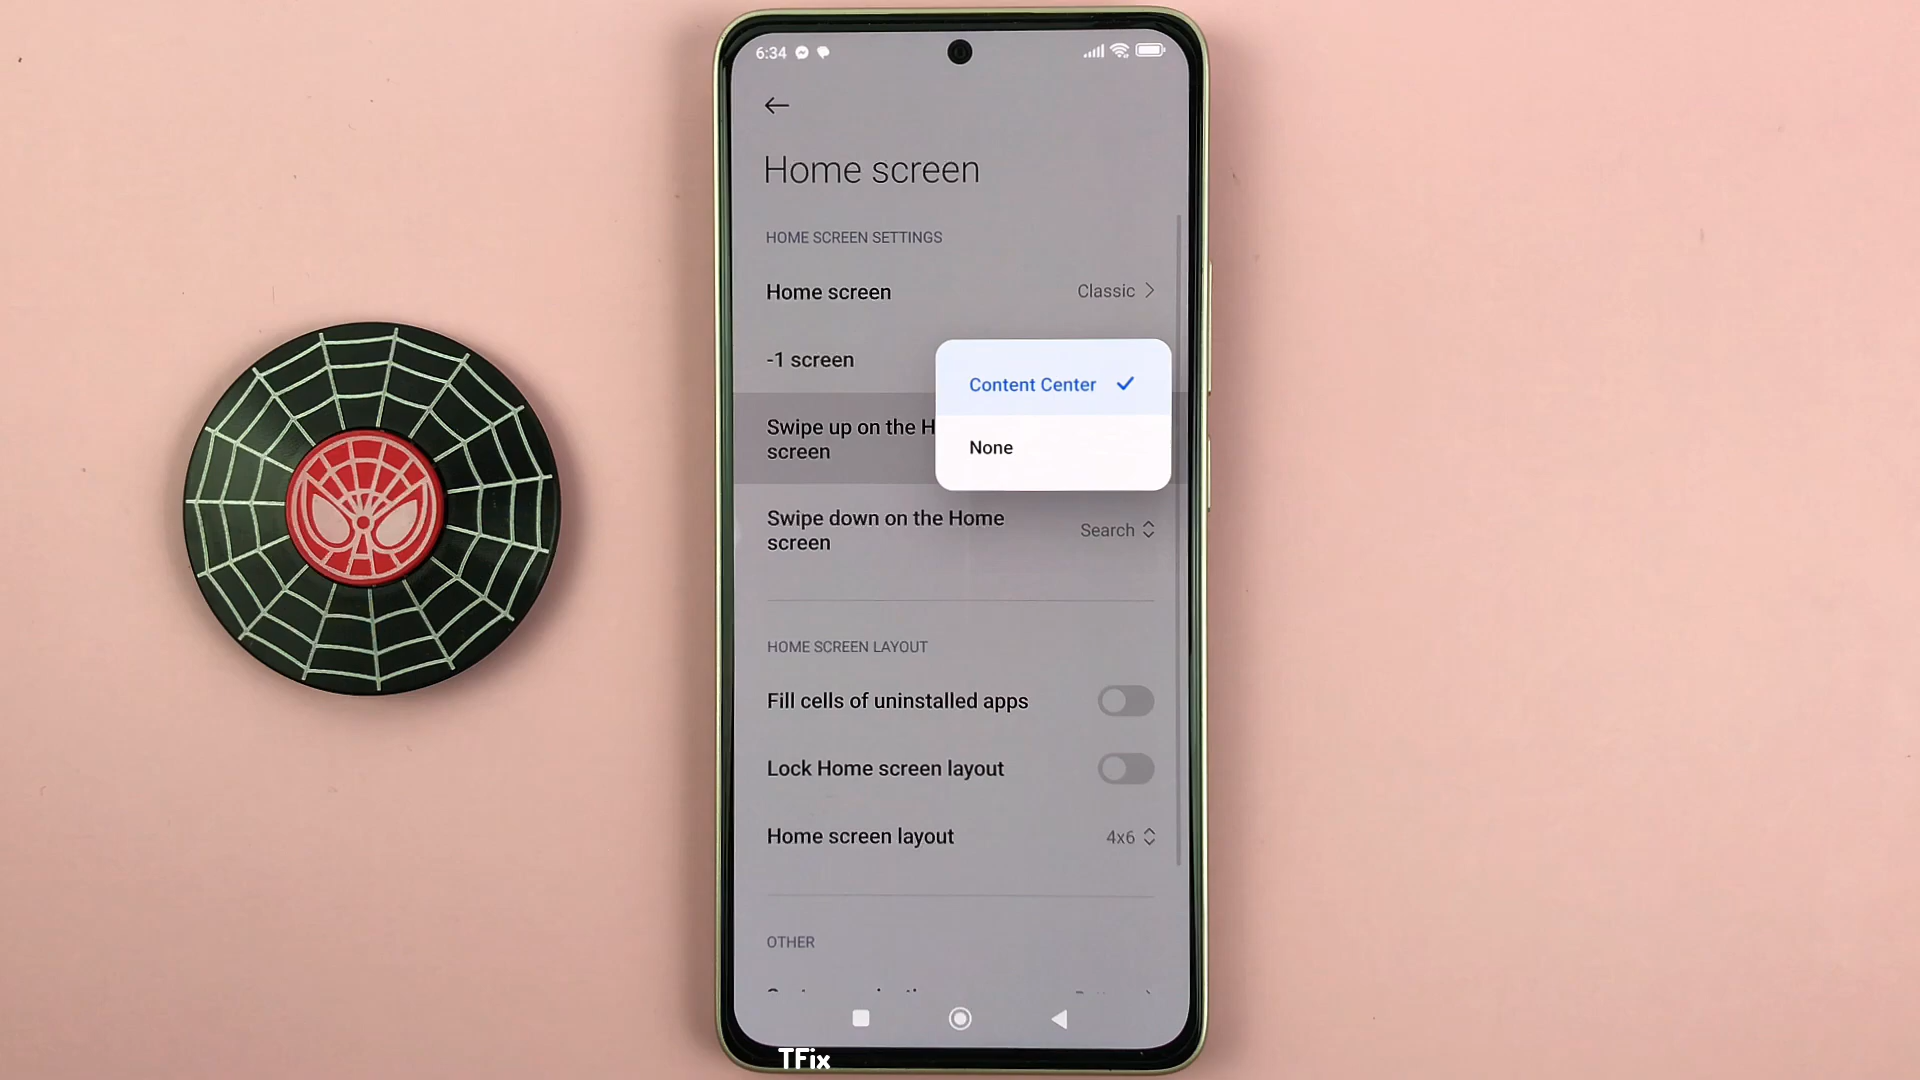 6:34
Home screen
HOME SCREEN SETTINGS
Home screen
Classic
-1 screen
Content Center
None
Swipe up on the H
screen
Swipe down on the Home
screen
Search
HOME SCREEN LAYOUT
Fill cells of uninstalled apps
Lock Home screen layout
Home screen layout
4x6
OTHER
TFix